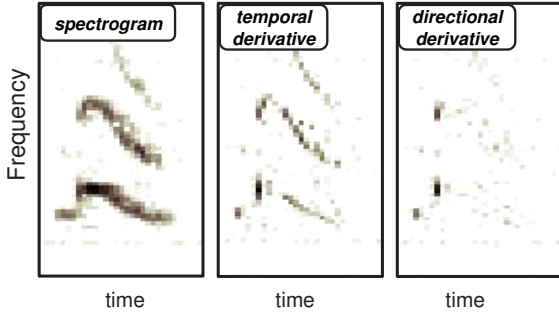 spectrogram
temporal
derivative
directional
derivative
Frequency
time
time
time